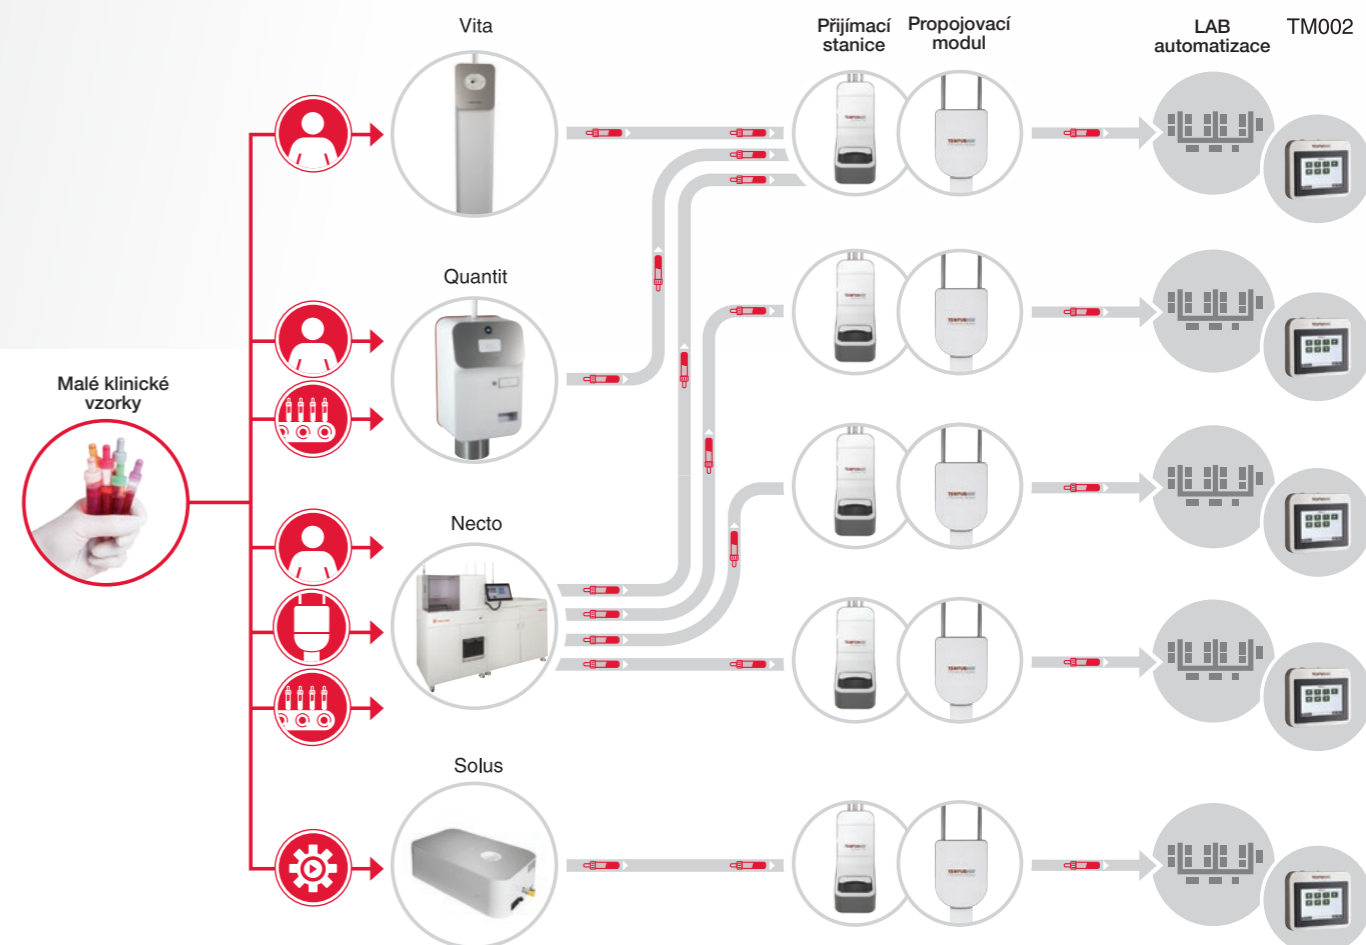 Vita
Přijímací
stanice
Propojovací
modul
LAB
automatizace
TM002
Quantit
Malé klinické
vzorky
Necto
Solus